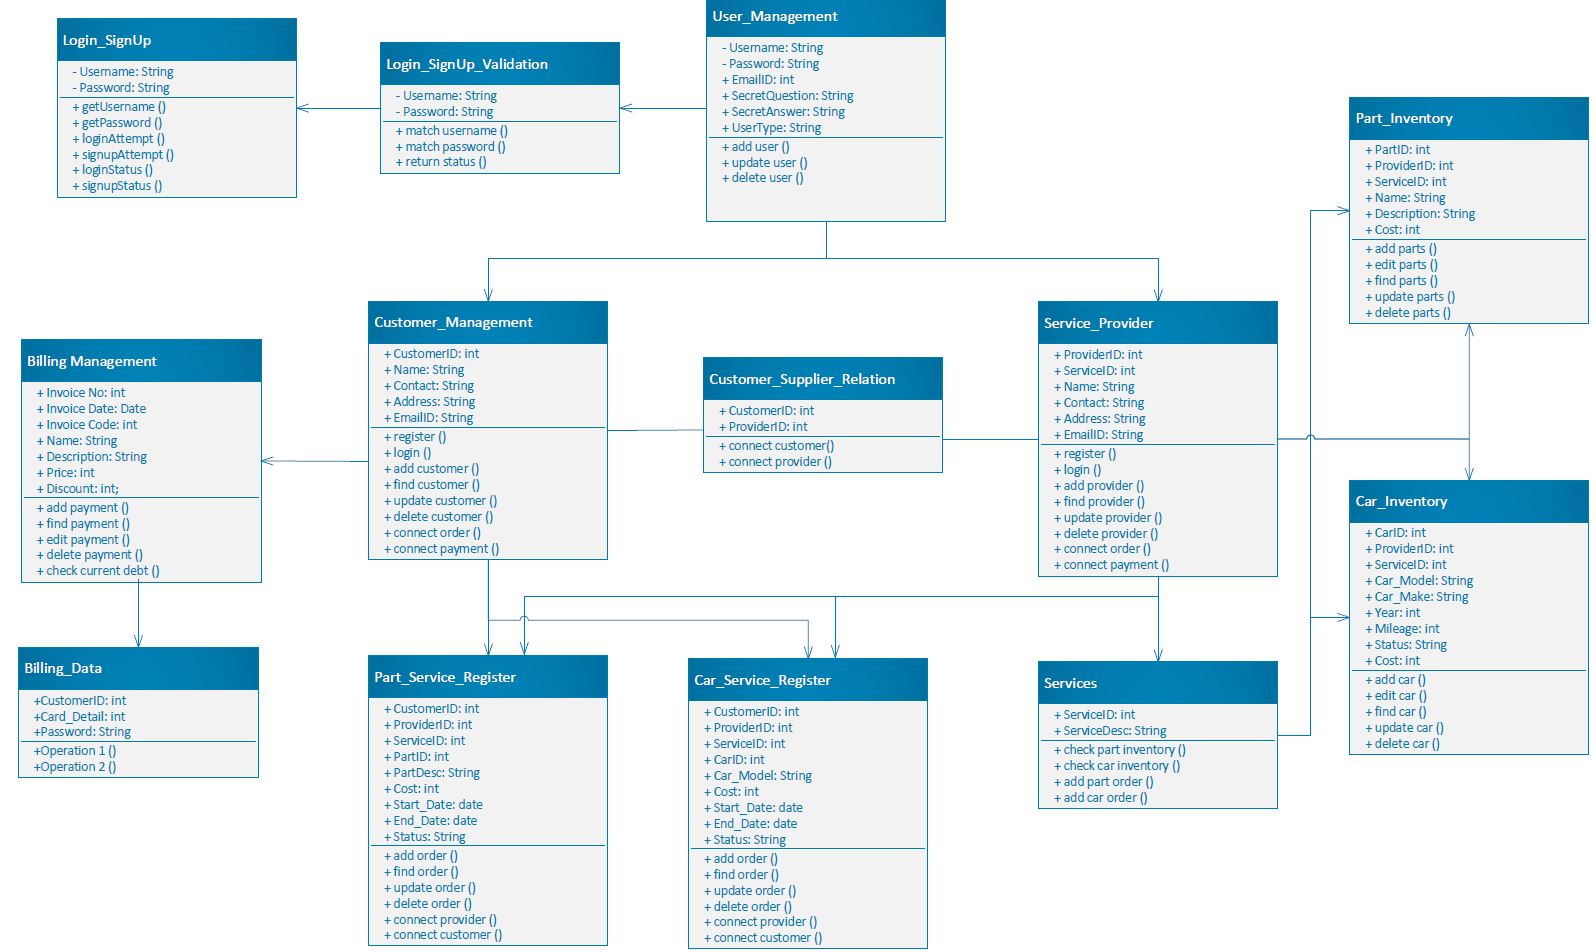 Login_SignUp
- Username: String
- Password: String
+ getUsername ()
+ getPassword ()
+ loginAttempt ()
+ signupAttempt ()
+ loginStatus ()
+ signupStatus ()
Login_SignUp_Validation
- Username: String
- Password: String
+ match username ()
+ match password ()
+ return status ()
User_Management
- Username: String
- Password: String
+ EmailID: int
+ SecretQuestion: String
+ SecretAnswer: String
+ UserType: String
+ add user ()
+ update user ()
+ delete user ()
Part_Inventory
+ PartID: int
+ ProviderID: int
+ ServiceID: int
+ Name: String
+ Description: String
+ Cost: int
+ add parts ()
+ edit parts ()
+ find parts ()
+ update parts ()
+ delete parts ()
Billing Management
+ Invoice No: int
+ Invoice Date: Date
+ Invoice Code: int
+ Name: String
+ Description: String
+ Price: int
+ Discount: int;
+ add payment ()
+ find payment ()
+ edit payment ()
+ delete payment ()
+ check current debt ()
Customer_Management
+ CustomerID: int
+ Name: String
+ Contact: String
+ Address: String
+ EmailID: String
+ register ()
+ login ()
+ add customer ()
+ find customer ()
+ update customer ()
+ delete customer ()
+ connect order ()
+ connect payment ()
Customer_Supplier_Relation
+ CustomerID: int
+ ProviderID: int
+ connect customer()
+ connect provider ()
Service_Provider
+ ProviderID: int
+ ServiceID: int
+ Name: String
+ Contact: String
+ Address: String
+ EmailID: String
+ register ()
+ login ()
+ add provider ()
+ find provider ()
+ update provider ()
+ delete provider ()
+ connect order ()
+ connect payment ()
Car_Inventory
+ CarID: int
+ ProviderID: int
+ ServiceID: int
+ Car_Model: String
+ Car_Make: String
+ Year: int
+ Mileage: int
+ Status: String
+ Cost: int
+ add car ()
+ edit car ()
+ find car ()
+ update car ()
+ delete car ()
Billing_Data
+CustomerID: int
+Card_Detail: int
+Password: String
+Operation 1 ()
+Operation 2 ()
Part_Service_Register
+ CustomerID: int
+ ProviderID: int
+ ServiceID: int
+ PartID: int
+ PartDesc: String
+ Cost: int
+ Start_Date: date
+ End_Date: date
+ Status: String
+ add order ()
+ find order ()
+ update order ()
+ delete order ()
+ connect provider ()
+ connect customer ()
Car_Service_Register
+ CustomerID: int
+ ProviderID: int
+ ServiceID: int
+ CarID: int
+ Car_Model: String
+ Cost: int
+ Start_Date: date
+ End_Date: date
+ Status: String
+ add order ()
+ find order ()
+ update order ()
+ delete order ()
+ connect provider ()
+ connect customer ()
Services
+ ServiceID: int
+ ServiceDesc: String
+ check part inventory ()
+ check car inventory ()
+ add part order ()
+ add car order ()